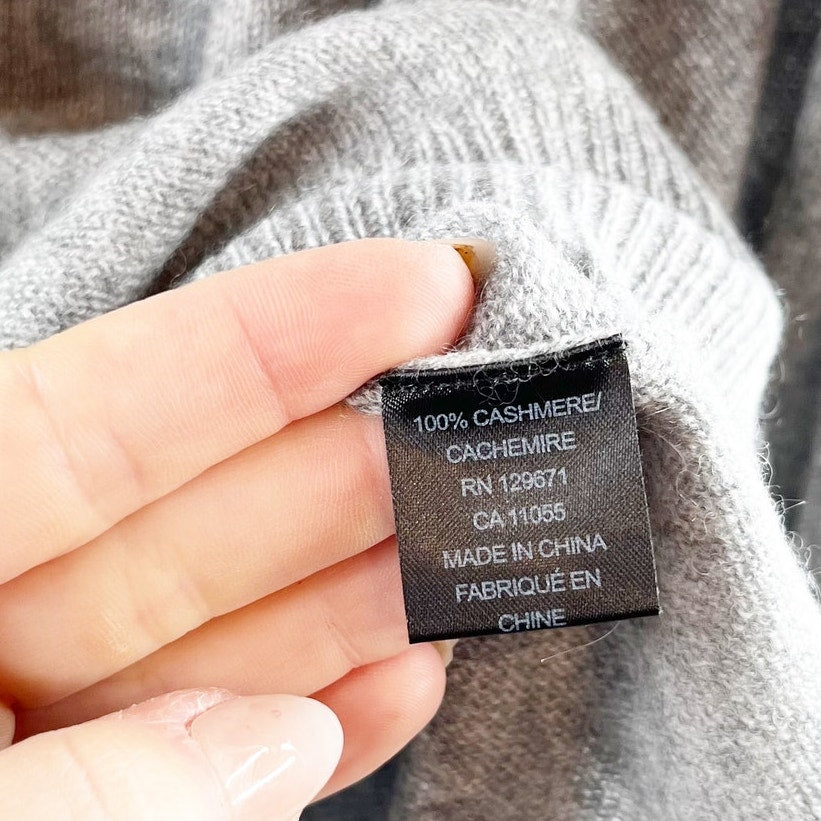 100% CASHMERE/
CACHEMIRE
RN 129671
CA 11055
MADE IN CHINA
FABRIQUÉ EN
CHINE